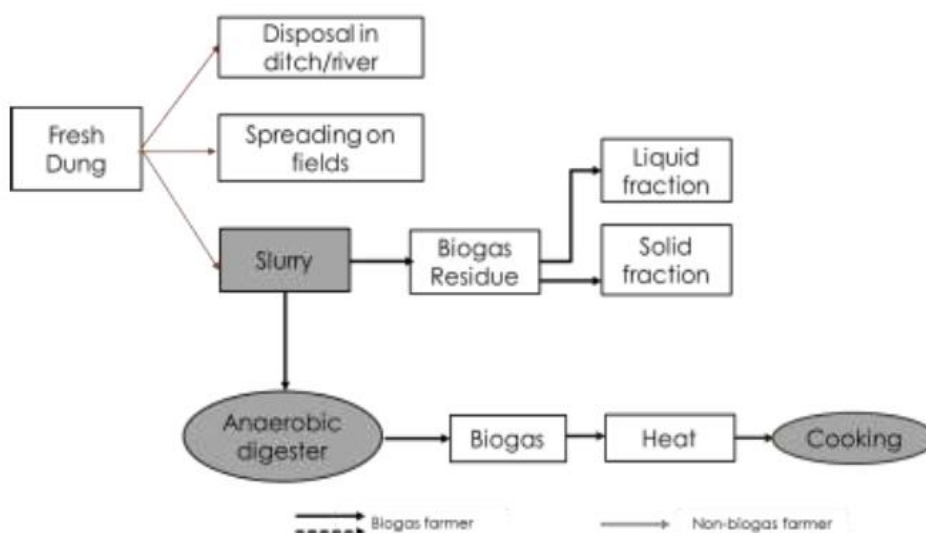 Disposal in
ditch/river
Fresh
Dung
Spreading on
fields
Liquid
fraction
Slurry
Biogas
Residue
Solid
fraction
Anaerobic
digester
Biogas
Heat
Cooking
Biogas farmer
Non-biogas farmer